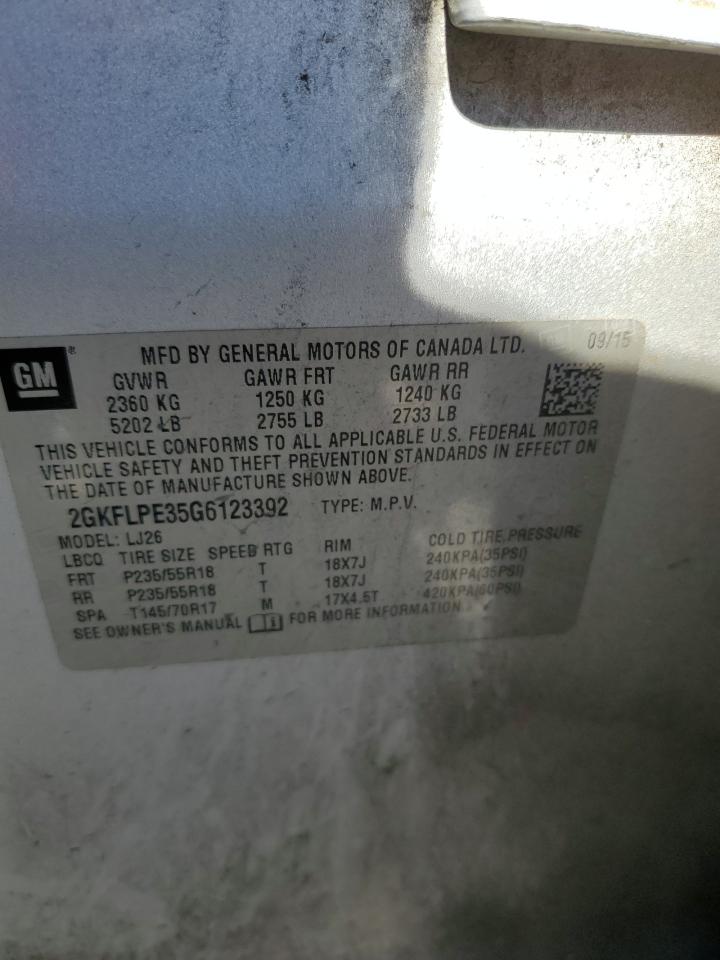 GM ® MFD BY GENERAL MOTORS OF CANADA LTD. 09/15
GVWR GAWR FRT GAWR RR
2360 KG 1250 KG 1240 KG
5202 LB 2755 LB 2733 LB
THIS VEHICLE CONFORMS TO ALL APPLICABLE U.S. FEDERAL MOTOR
VEHICLE SAFETY AND THEFT PREVENTION STANDARDS IN EFFECT ON
THE DATE OF MANUFACTURE SHOWN ABOVE.
2GKFLPE35G6123392 TYPE: M.P.V.
MODEL: LJ26
LBCQ TIRE SIZE SPEED RTG RIM COLD TIRE PRESSURE
FRT P235/55R18 T 18X7J 240KPA(35PSI)
RR P235/55R18 T 18X7J 240KPA(35PSI)
SPA T145/70R17 M 17X4.5T 420KPA(60PSI)
SEE OWNER'S MANUAL FOR MORE INFORMATION